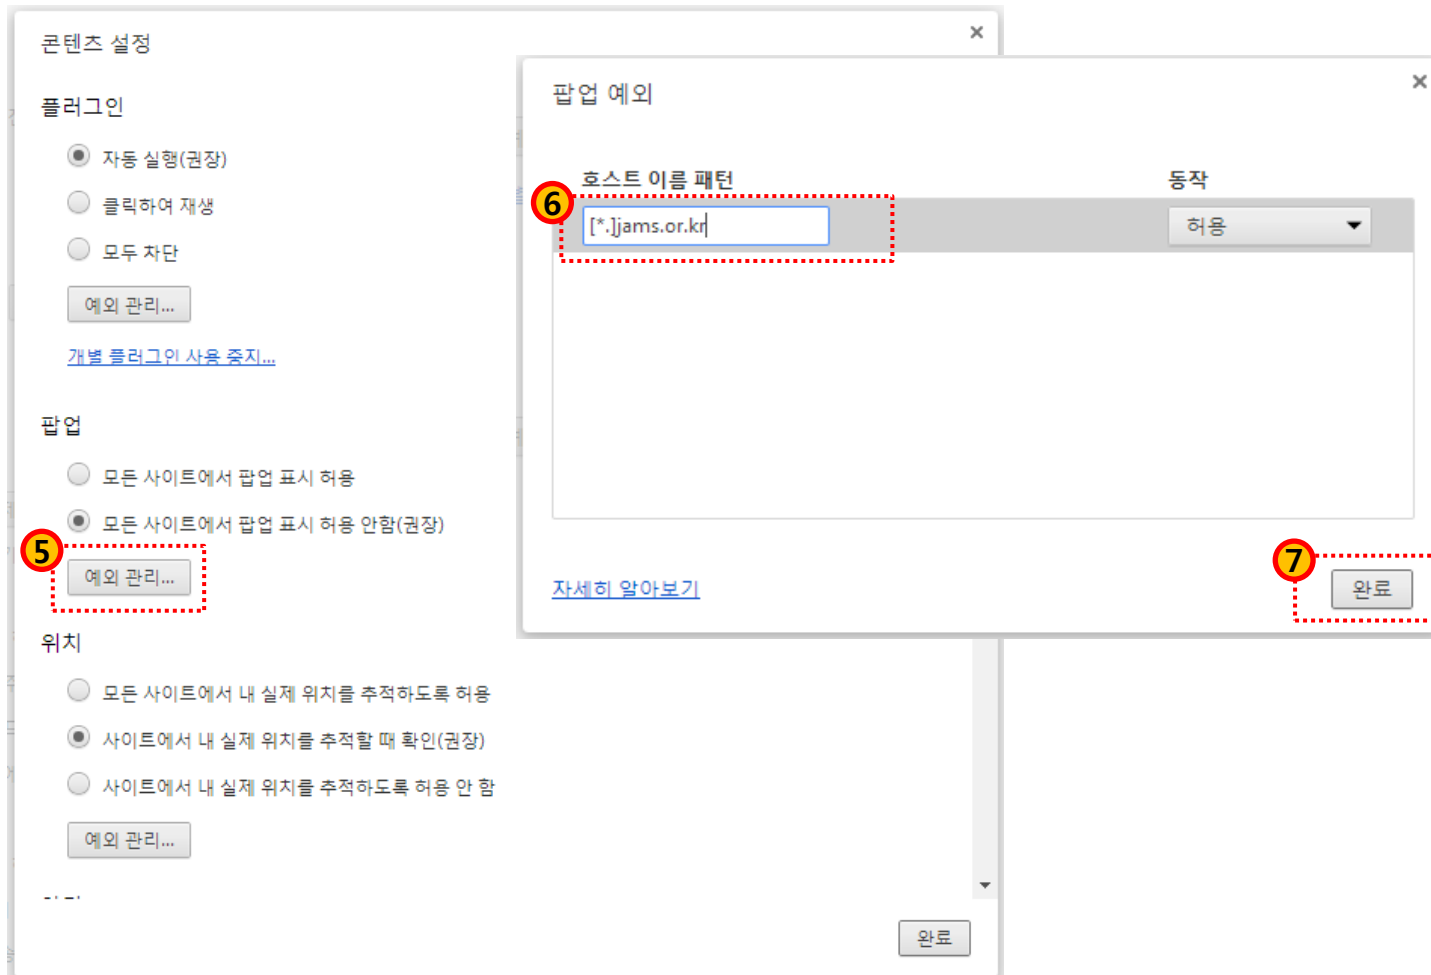 콘텐츠 설정
플러그인
자동 실행(권장)
클릭하여 재생
모두 차단
예외 관리...
개별 플러그인 사용 중지...
팝업
모든 사이트에서 팝업 표시 허용
모든 사이트에서 팝업 표시 허용 안함(권장)
5
예외 관리...
위치
모든 사이트에서 내 실제 위치를 추적하도록 허용
사이트에서 내 실제 위치를 추적할 때 확인(권장)
사이트에서 내 실제 위치를 추적하도록 허용 안 함
예외 관리...
완료
팝업 예외
호스트 이름 패턴 동작
6
[*.]jams.or.kr 허용
자세히 알아보기
7
완료